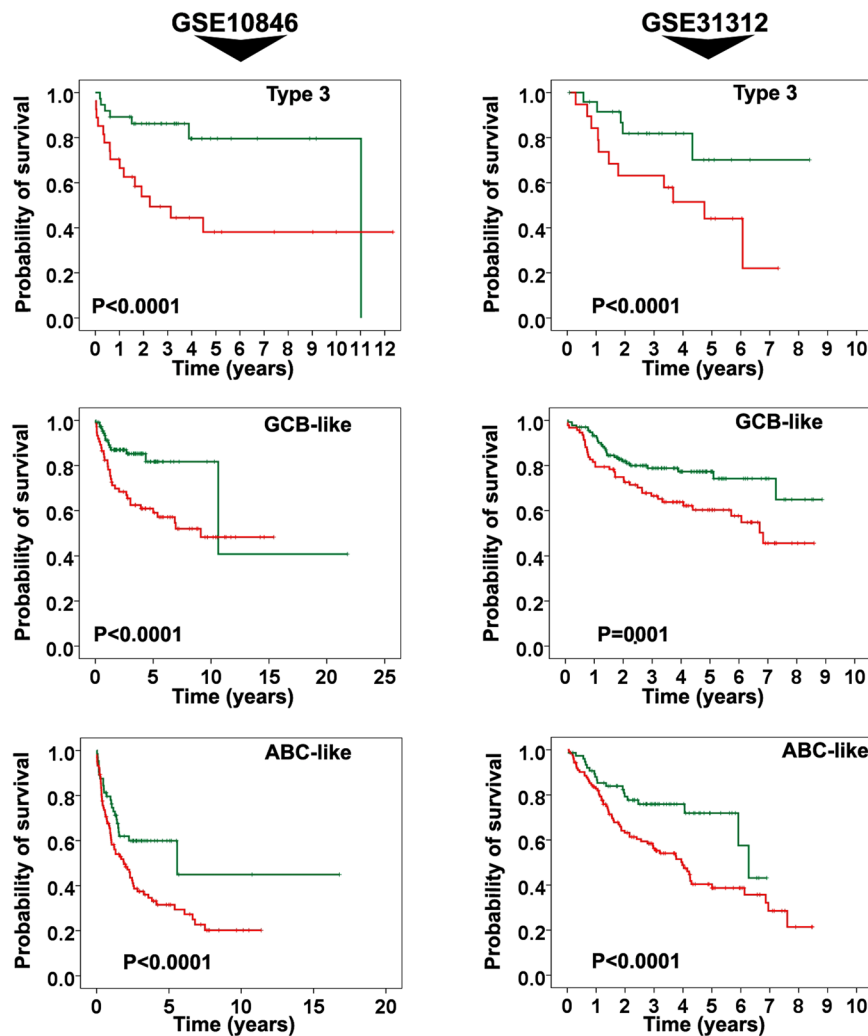 GSE10846
GSE31312
Type 3
Probability of survival
1.0
0.8
0.6
0.4
0.2
0.0
P<0.0001
0 1 2 3 4 5 6 7 8 9 10 11 12
Time (years)
Type 3
Probability of survival
1.0
0.8
0.6
0.4
0.2
0.0
P<0.0001
0 1 2 3 4 5 6 7 8 9 10
Time (years)
GCB-like
Probability of survival
1.0
0.8
0.6
0.4
0.2
0.0
P<0.0001
0 5 10 15 20 25
Time (years)
GCB-like
Probability of survival
1.0
0.8
0.6
0.4
0.2
0.0
P=0.001
0 1 2 3 4 5 6 7 8 9 10
Time (years)
ABC-like
Probability of survival
1.0
0.8
0.6
0.4
0.2
0.0
P<0.0001
0 5 10 15 20
Time (years)
ABC-like
Probability of survival
1.0
0.8
0.6
0.4
0.2
0.0
P<0.0001
0 1 2 3 4 5 6 7 8 9 10
Time (years)